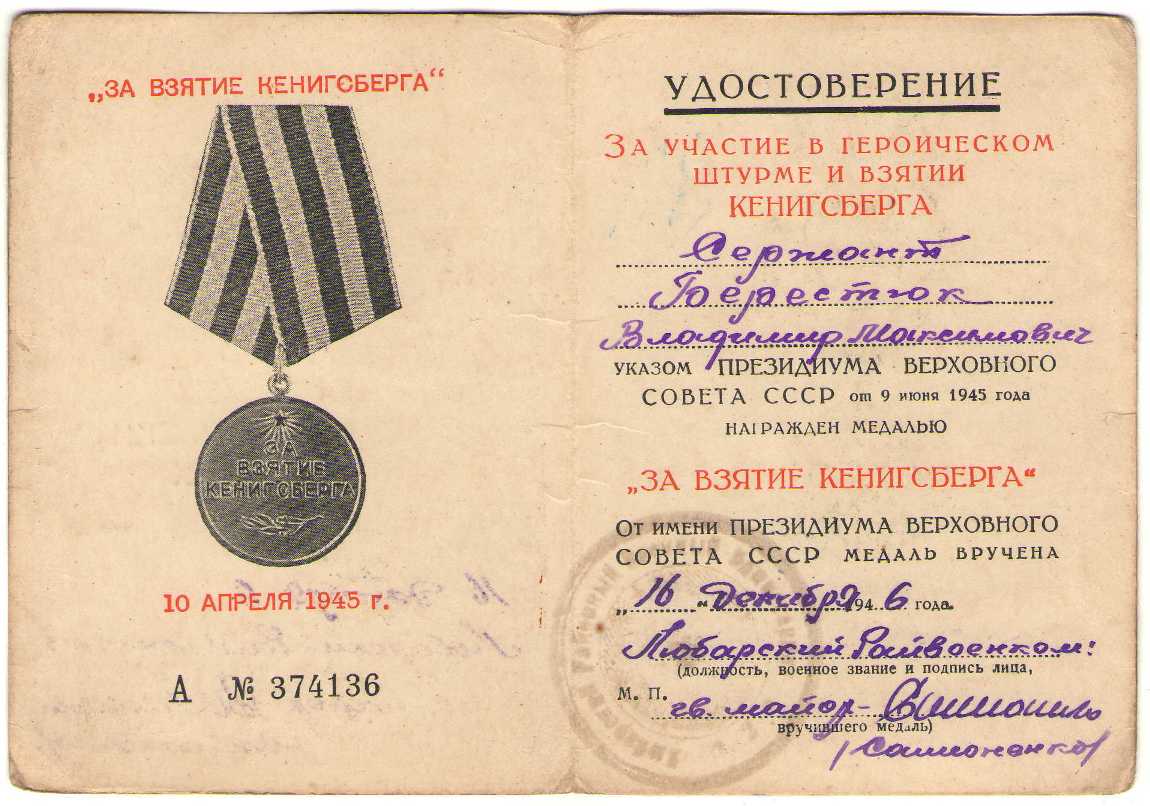 „ЗА ВЗЯТИЕ КЕНИГСБЕРГА“
ЗА
ВЗЯТИЕ
КЕНИГСБЕРГА
10 АПРЕЛЯ 1945 г.
А № 374136
УДОСТОВЕРЕНИЕ
ЗА УЧАСТИЕ В ГЕРОИЧЕСКОМ
ШТУРМЕ И ВЗЯТИИ
КЕНИГСБЕРГА
Сержант
Берестюк
Владимир Максимович
УКАЗОМ ПРЕЗИДИУМА ВЕРХОВНОГО
СОВЕТА СССР от 9 июня 1945 года
НАГРАЖДЕН МЕДАЛЬЮ
„ЗА ВЗЯТИЕ КЕНИГСБЕРГА“
ОТ ИМЕНИ ПРЕЗИДИУМА ВЕРХОВНОГО
СОВЕТА СССР МЕДАЛЬ ВРУЧЕНА
„16“ Декабря 1946 года.
Любарский Райвоенком:
(должность, военное звание и подпись лица,
М. П.
гв. майор -
вручившего медаль)
(Самоненко)